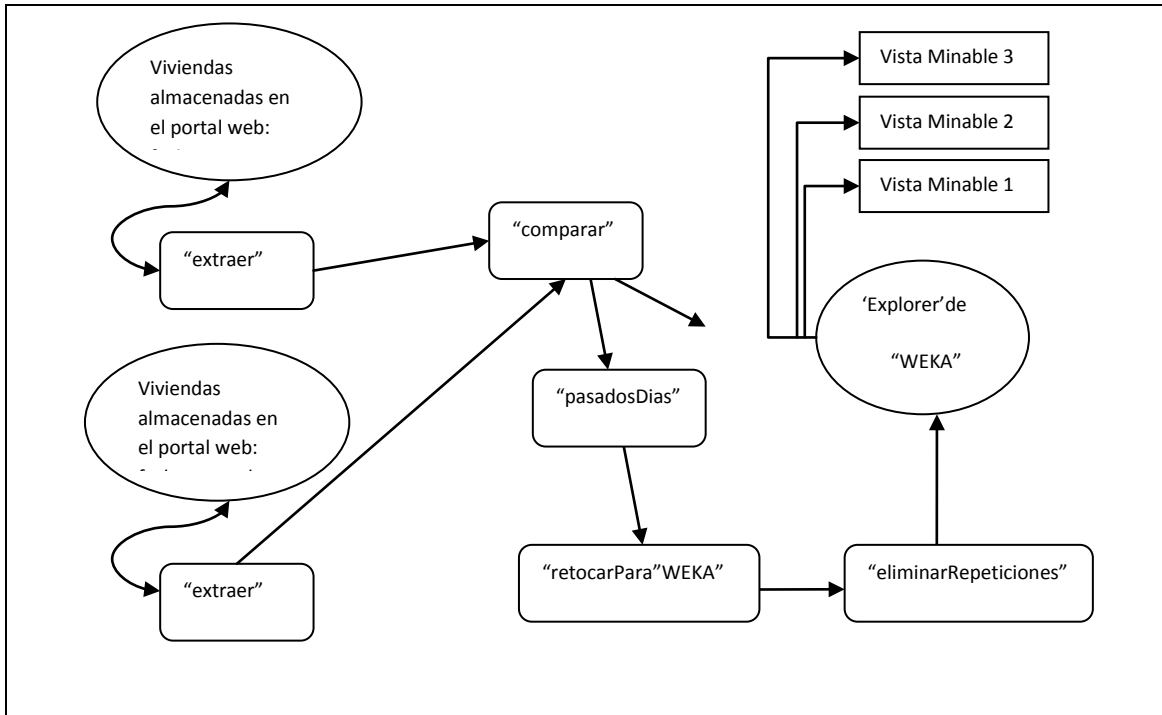 Viviendas
almacenadas en
el portal web:
“extraer”
Viviendas
almacenadas en
el portal web:
“extraer”
“comparar”
“pasadosDias”
“retocarPara”WEKA”
“eliminarRepeticiones”
‘Explorer’de
“WEKA”
Vista Minable 3
Vista Minable 2
Vista Minable 1